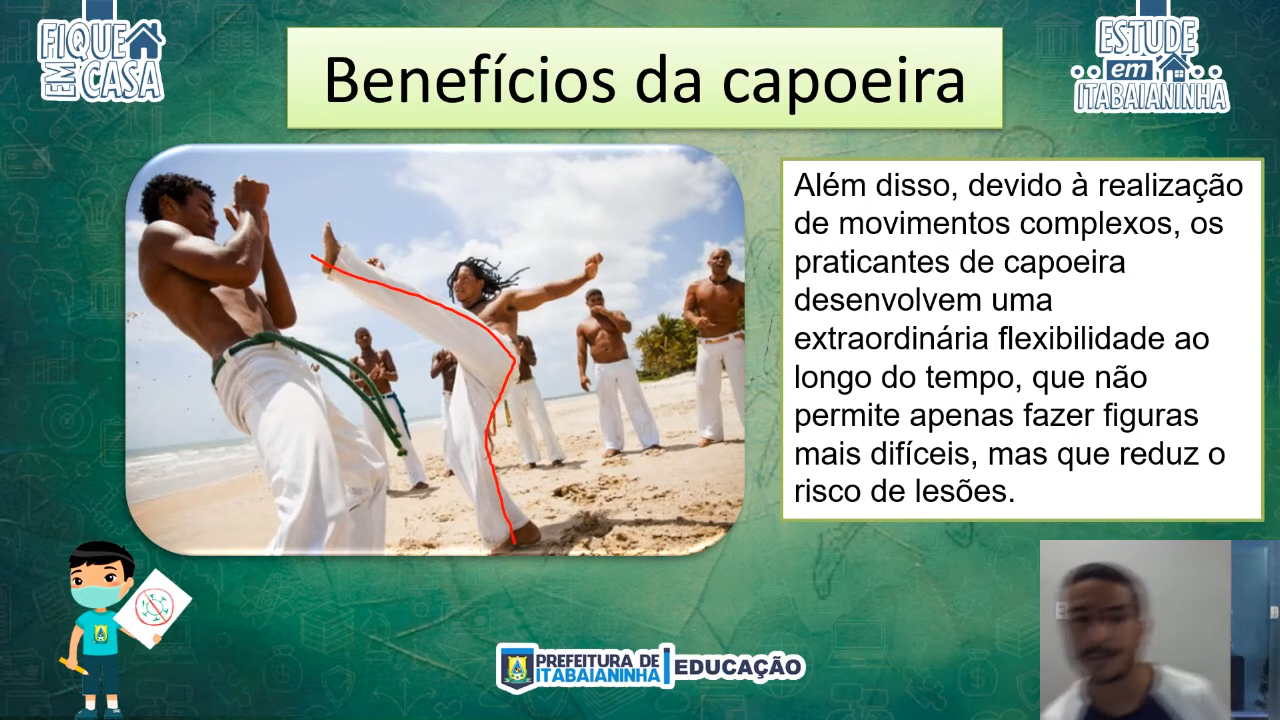 FIQUE
EM CASA
ESTUDE
em
ITABAIANINHA
Benefícios da capoeira
Além disso, devido à realização
de movimentos complexos, os
praticantes de capoeira
desenvolvem uma
extraordinária flexibilidade ao
longo do tempo, que não
permite apenas fazer figuras
mais difíceis, mas que reduz o
risco de lesões.
PREFEITURA DE
ITABAIANINHA
EDUCAÇÃO